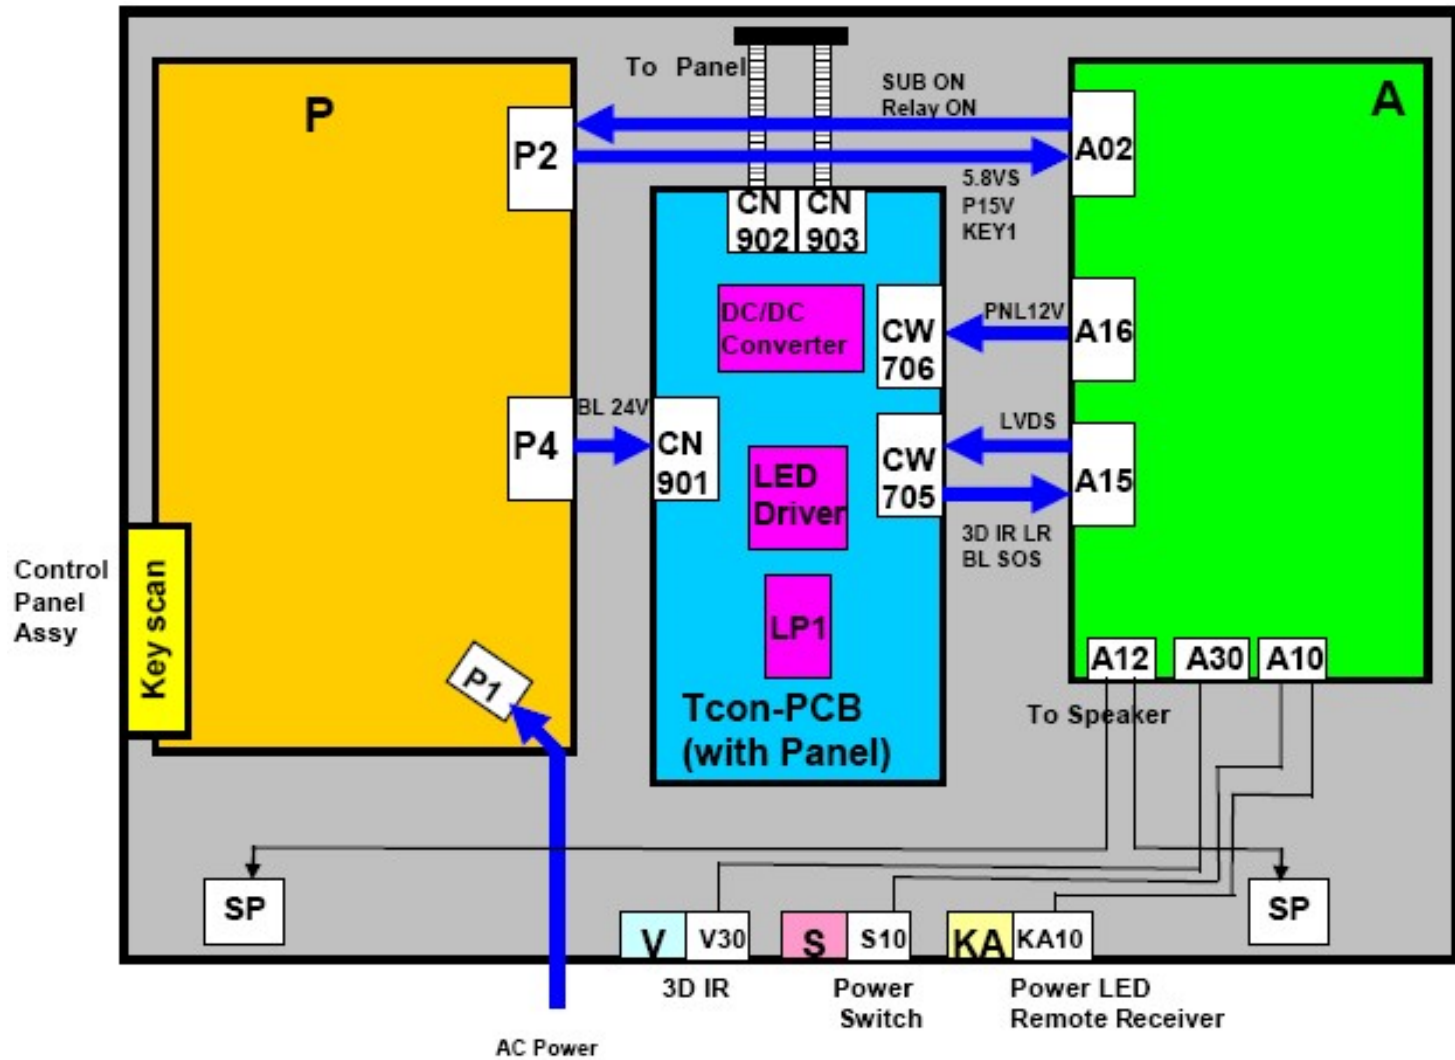 To Panel
SUB ON
Relay ON
P
A
P2
A02
5.8VS
P15V
KEY1
CN
902
CN
903
DC/DC
Converter
CW
706
PNL12V
A16
P4
BL 24V
CN
901
LED
Driver
CW
705
LVDS
A15
3D IR LR
BL SOS
Control
Panel
Assy
Key scan
P1
LP1
Tcon-PCB
(with Panel)
A12
A30
A10
To Speaker
SP
SP
V
V30
S
S10
KA
KA10
3D IR
Power
Switch
Power LED
Remote Receiver
AC Power